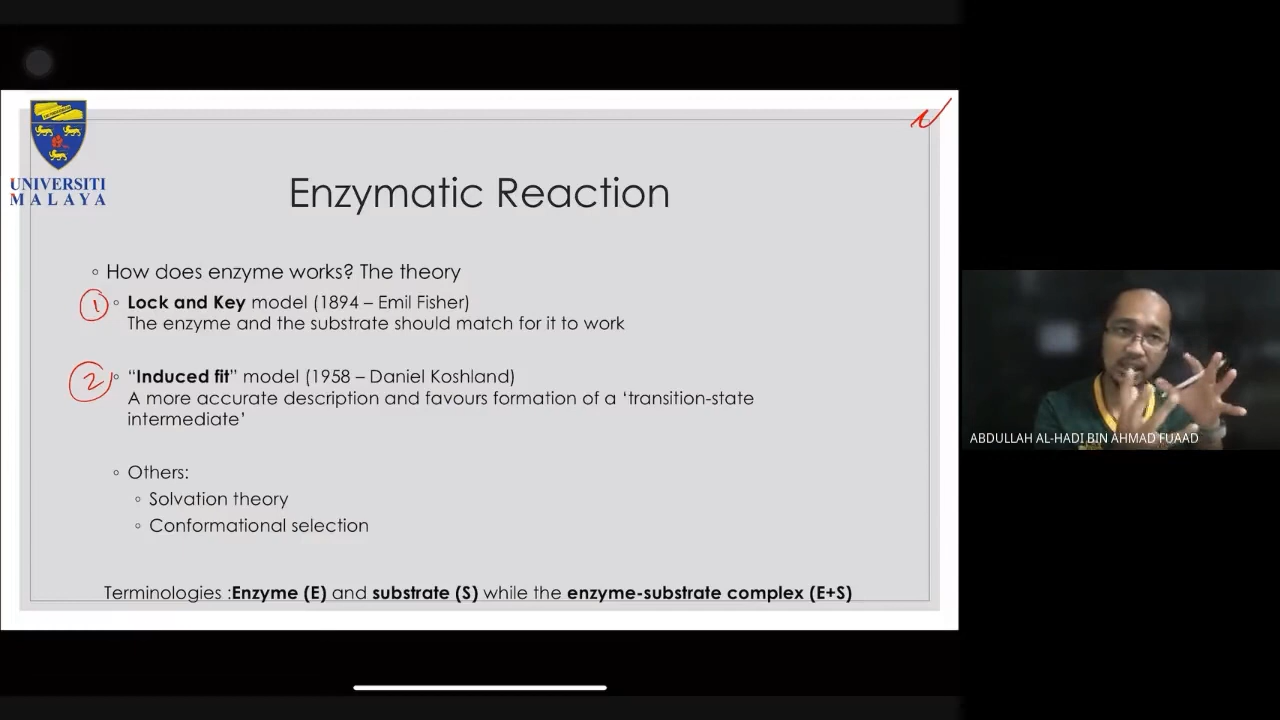 UNIVERSITI
MALAYA
N
Enzymatic Reaction
How does enzyme works? The theory
1
Lock and Key model (1894 – Emil Fisher)
The enzyme and the substrate should match for it to work
2
“Induced fit” model (1958 – Daniel Koshland)
A more accurate description and favours formation of a ‘transition-state
intermediate’
Others:
Solvation theory
Conformational selection
Terminologies :Enzyme (E) and substrate (S) while the enzyme-substrate complex (E+S)
ABDULLAH AL-HADI BIN AHMAD FUAAD